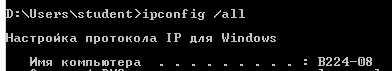 D:\Users\student>ipconfig /all
Настройка протокола IP для Windows
Имя компьютера . . . . . . . . . : B224-08